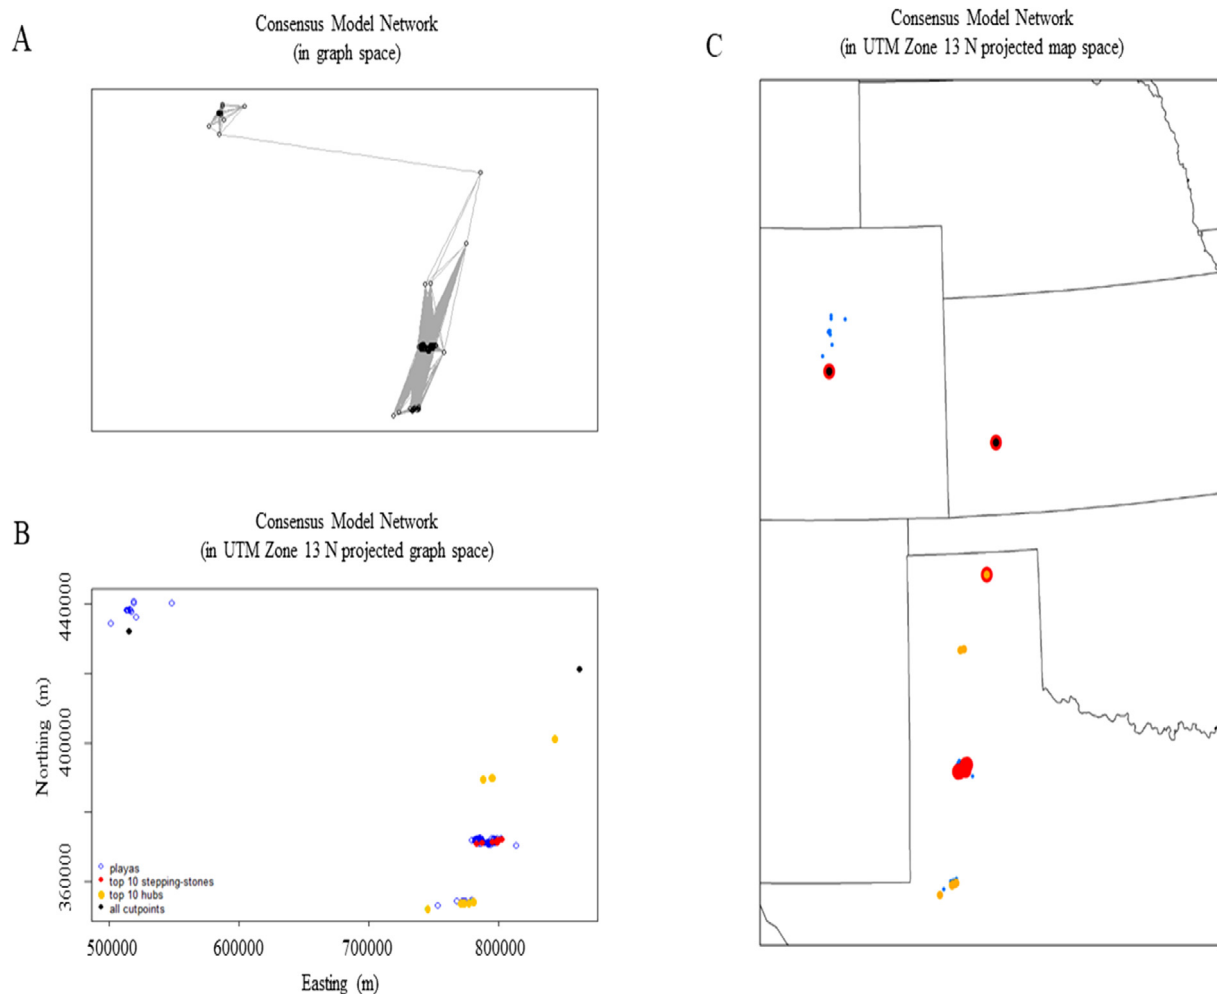 A
Consensus Model Network
(in graph space)
B
Consensus Model Network
(in UTM Zone 13 N projected graph space)
Northing (m)
440000
400000
360000
playas
top 10 stepping-stones
top 10 hubs
all cutpoints
500000 600000 700000 800000
Easting (m)
C
Consensus Model Network
(in UTM Zone 13 N projected map space)